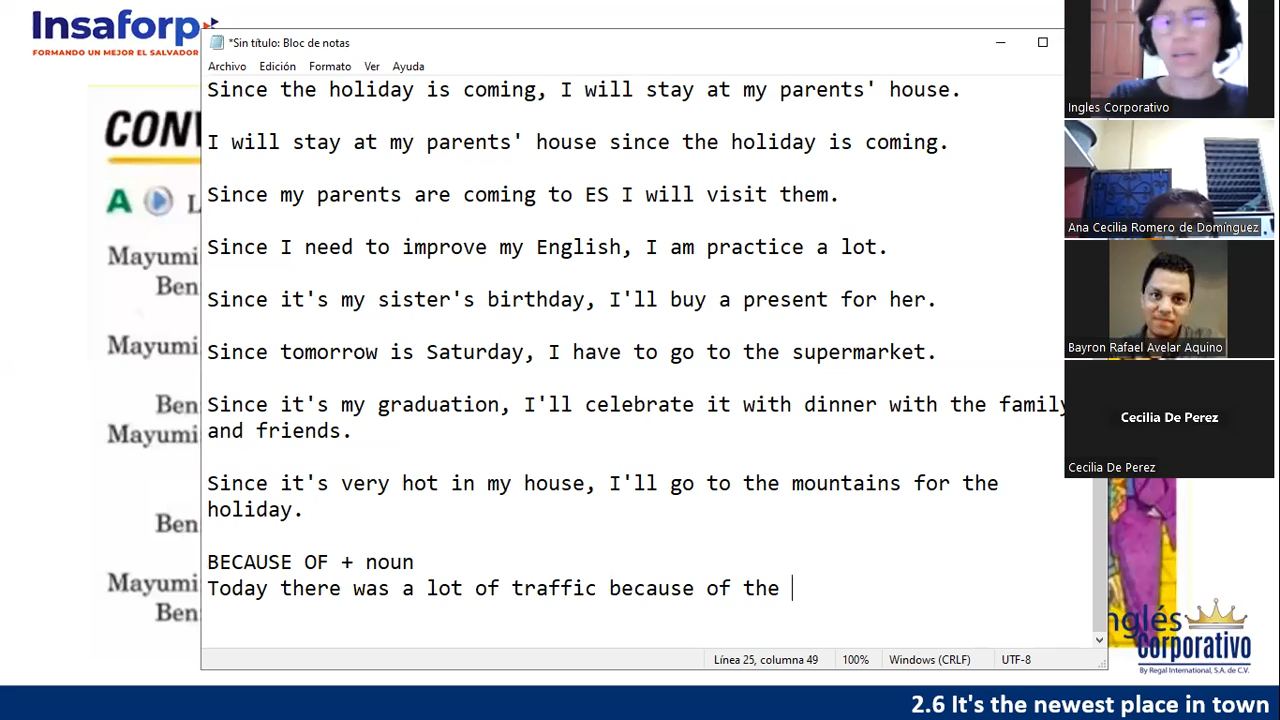 Insaforp
FORMANDO UN MEJOR EL SALVADOR
*Sin título: Bloc de notas
Archivo Edición Formato Ver Ayuda
Since the holiday is coming, I will stay at my parents' house.
I will stay at my parents' house since the holiday is coming.
Since my parents are coming to ES I will visit them.
Since I need to improve my English, I am practice a lot.
Since it's my sister's birthday, I'll buy a present for her.
Since tomorrow is Saturday, I have to go to the supermarket.
Since it's my graduation, I'll celebrate it with dinner with the family
and friends.
Since it's very hot in my house, I'll go to the mountains for the
holiday.
BECAUSE OF + noun
Today there was a lot of traffic because of the
Línea 25, columna 49 100% Windows (CRLF) UTF-8
CONV
A L
Mayumi
Ben
Mayumi
Ben
Mayumi
Ben
Mayumi
Ben
Ingles Corporativo
Ana Cecilia Romero de Domínguez
Bayron Rafael Avelar Aquino
Cecilia De Perez
Cecilia De Perez
nglés
Corporativo
By Regal International, S.A. de C.V.
2.6 It's the newest place in town